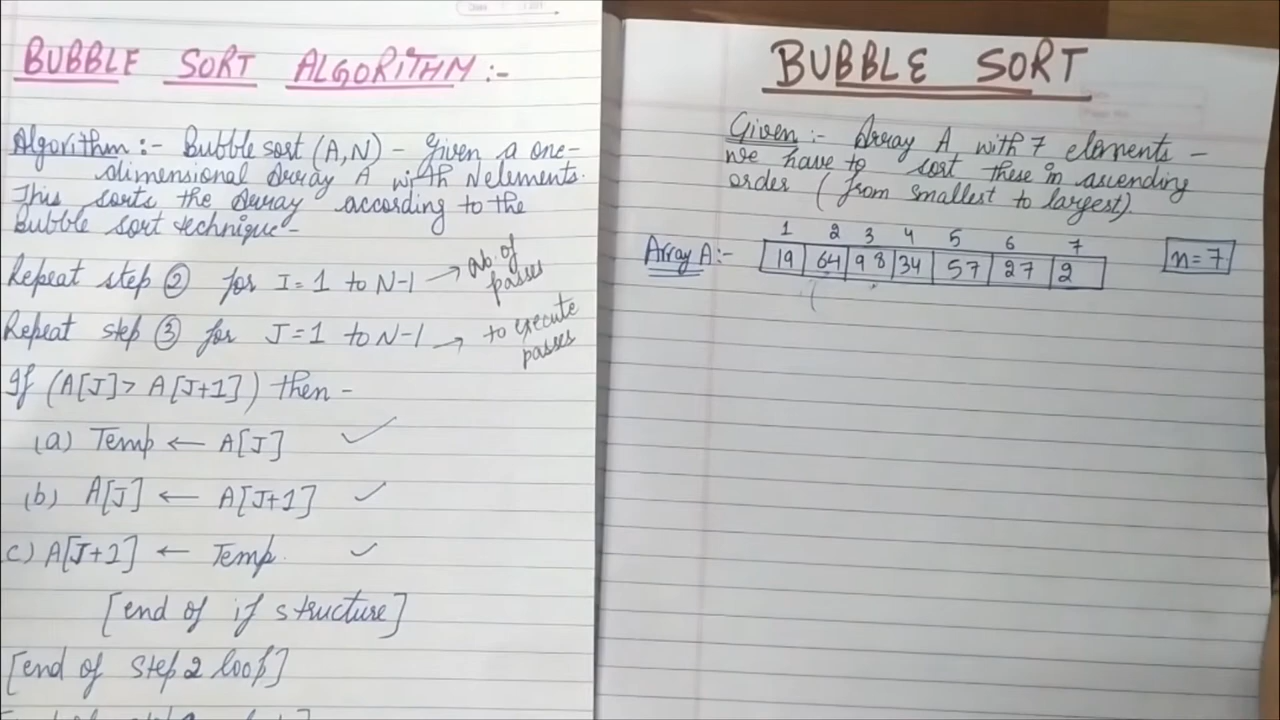 BUBBLE SORT ALGORITHM :-
Algorithm :- Bubble sort (A,N) - Given a one-
dimensional Array A with N elements.
This sorts the Array according to the
Bubble sort technique -
Repeat step ② for I = 1 to N-1 → no. of
passes
Repeat step ③ for J = 1 to N-1 → to execute
passes
If (A[J] > A[J+1]) then -
(a) Temp ← A[J] ✓
(b) A[J] ← A[J+1] ✓
c) A[J+1] ← Temp. ✓
[end of if structure]
[end of step 2 loop]
BUBBLE SORT
Given :- Array A with 7 elements -
we have to sort these in ascending
order (from smallest to largest).
1 2 3 4 5 6 7
Array A :- 19 64 98 34 57 27 2
n = 7